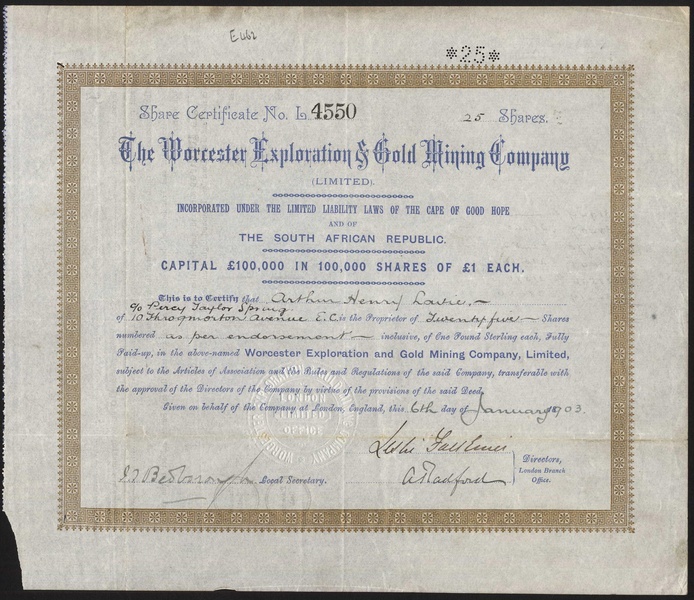 E462
*25*
Share Certificate No. L 4550 25 Shares.
The Worcester Exploration & Gold Mining Company
(LIMITED).
INCORPORATED UNDER THE LIMITED LIABILITY LAWS OF THE CAPE OF GOOD HOPE
AND OF
THE SOUTH AFRICAN REPUBLIC.
CAPITAL £100,000 IN 100,000 SHARES OF £1 EACH.
This is to Certify that Arthur Henry
c/o Percy Taylor Spring
of 10 Throgmorton Avenue E.C. is the Proprietor of Twenty five Shares
numbered as per endorsement inclusive, of One Pound Sterling each, Fully
Paid-up, in the above-named Worcester Exploration and Gold Mining Company, Limited,
subject to the Articles of Association and the Rules and Regulations of the said Company, transferable with
the approval of the Directors of the Company by virtue of the provisions of the said Deed.
Given on behalf of the Company at London, England, this 6th day of January 1903.
LONDON
OFFICE
Leslie
Directors,
London Branch
Office.
A Radford
Local Secretary.